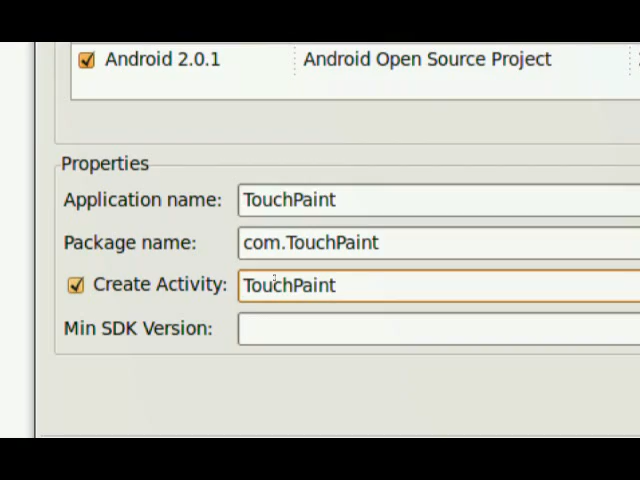 Android 2.0.1 Android Open Source Project
Properties
Application name: TouchPaint
Package name: com.TouchPaint
Create Activity: TouchPaint
Min SDK Version: